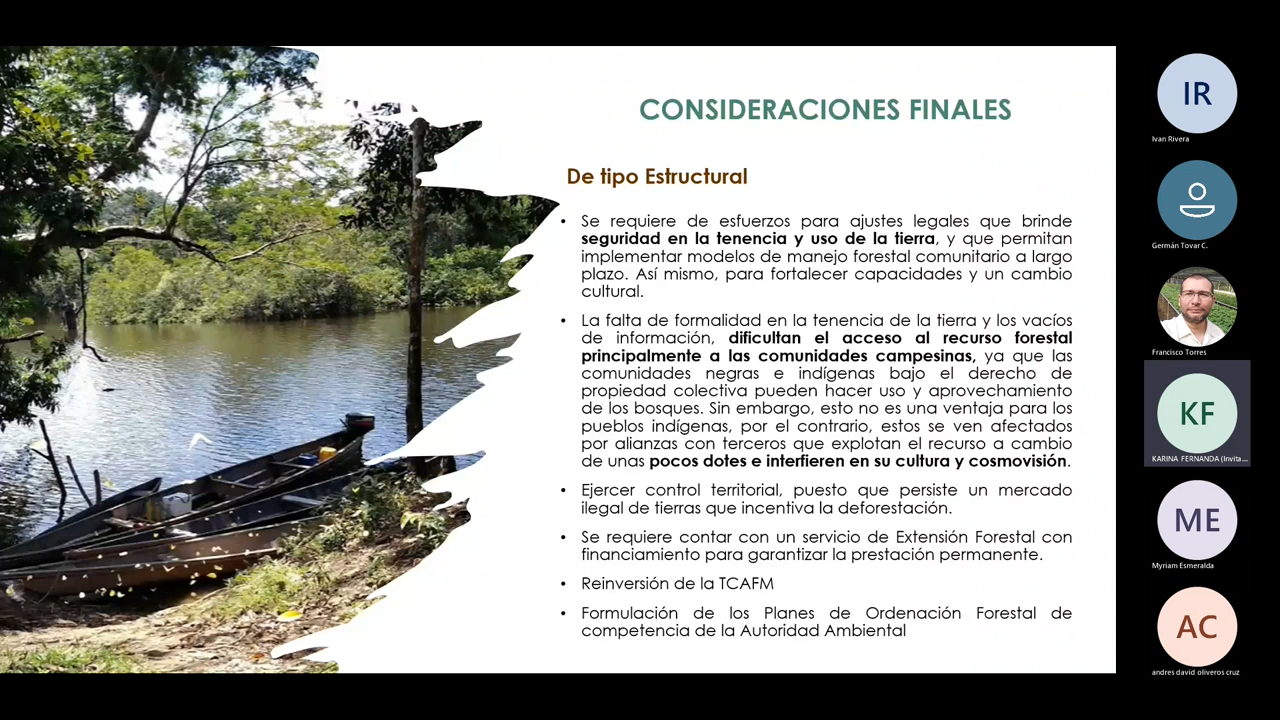 CONSIDERACIONES FINALES
De tipo Estructural
• Se requiere de esfuerzos para ajustes legales que brinde
seguridad en la tenencia y uso de la tierra, y que permitan
implementar modelos de manejo forestal comunitario a largo
plazo. Así mismo, para fortalecer capacidades y un cambio
cultural.
• La falta de formalidad en la tenencia de la tierra y los vacíos
de información, dificultan el acceso al recurso forestal
principalmente a las comunidades campesinas, ya que las
comunidades negras e indígenas bajo el derecho de
propiedad colectiva pueden hacer uso y aprovechamiento
de los bosques. Sin embargo, esto no es una ventaja para los
pueblos indígenas, por el contrario, estos se ven afectados
por alianzas con terceros que explotan el recurso a cambio
de unas pocos dotes e interfieren en su cultura y cosmovisión.
• Ejercer control territorial, puesto que persiste un mercado
ilegal de tierras que incentiva la deforestación.
• Se requiere contar con un servicio de Extensión Forestal con
financiamiento para garantizar la prestación permanente.
• Reinversión de la TCAFM
• Formulación de los Planes de Ordenación Forestal de
competencia de la Autoridad Ambiental
IR
Ivan Rivera
Germán Tovar C.
Francisco Torres
KF
KARINA FERNANDA (Invita...
ME
Myriam Esmeralda
AC
andres david oliveros cruz